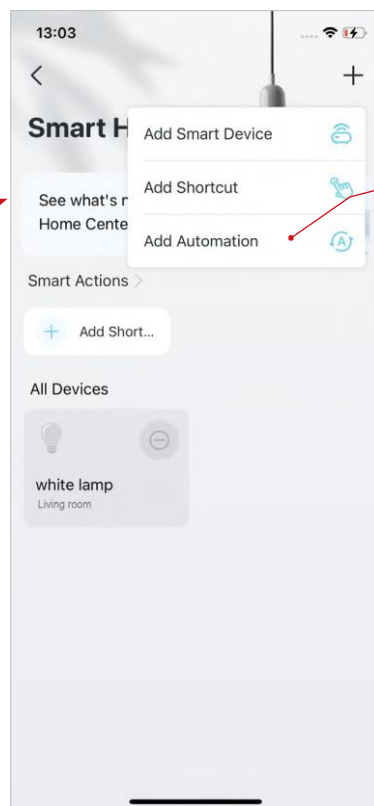 13:03
Smart H
Add Smart Device
Add Shortcut
Add Automation
See what's n
Home Cente
Smart Actions >
+ Add Short...
All Devices
white lamp
Living room